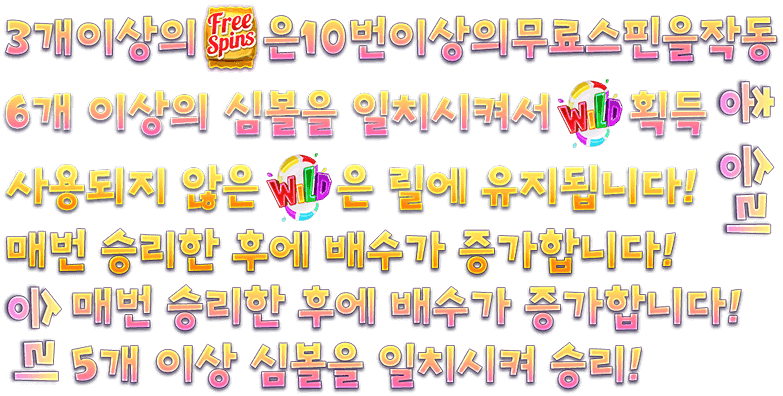 3개이상의 Free Spins 은10번이상의무료스핀을작동
6개 이상의 심볼을 일치시켜서 WILD 획득
사용되지 않은 WILD 은 릴에 유지됩니다!
매번 승리한 후에 배수가 증가합니다!
매번 승리한 후에 배수가 증가합니다!
5개 이상 심볼을 일치시켜 승리!